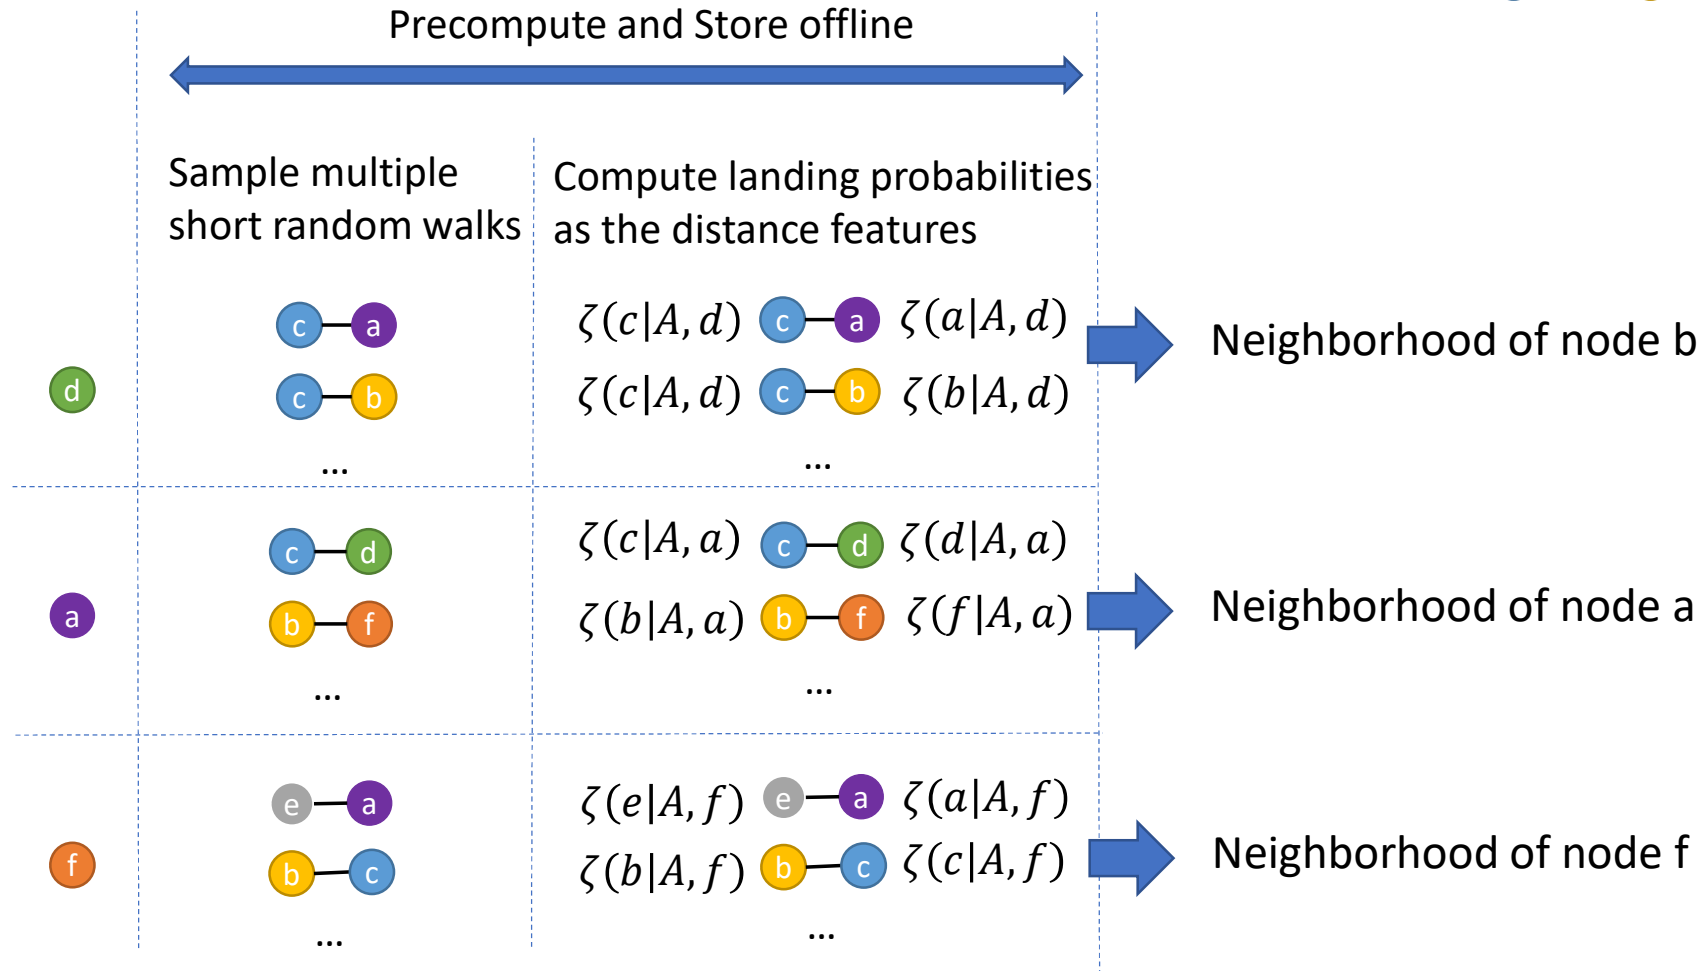 Precompute and Store offline
Sample multiple
short random walks
Compute landing probabilities
as the distance features
d
c a
c b
...
ζ(c|A, d) c a ζ(a|A, d)
ζ(c|A, d) c b ζ(b|A, d)
...
Neighborhood of node b
a
c d
b f
...
ζ(c|A, a) c d ζ(d|A, a)
ζ(b|A, a) b f ζ(f|A, a)
...
Neighborhood of node a
f
e a
b c
...
ζ(e|A, f) e a ζ(a|A, f)
ζ(b|A, f) b c ζ(c|A, f)
...
Neighborhood of node f